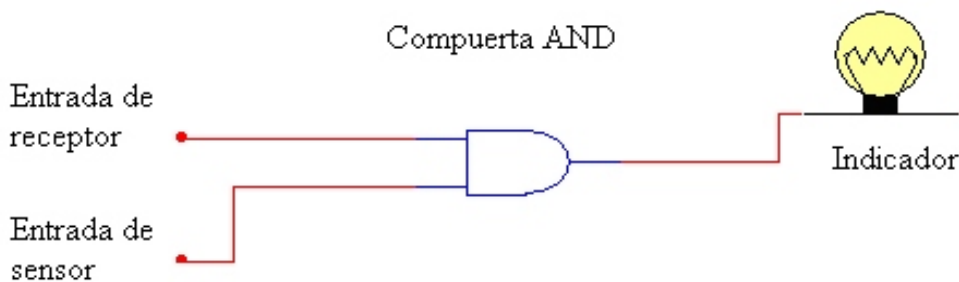 Compuerta AND
Entrada de
receptor
Indicador
Entrada de
sensor